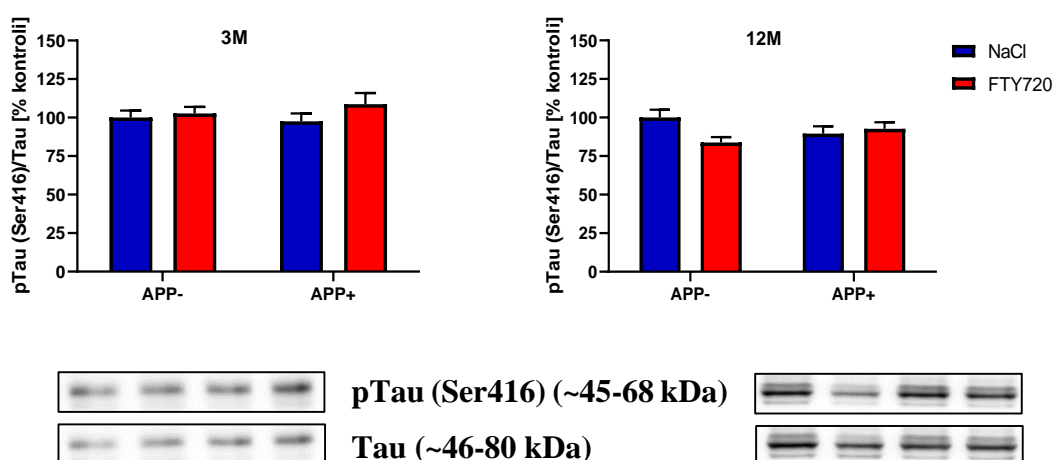 3M
pTau (Ser416)/Tau [% kontroli]
150
125
100
75
50
25
0
APP- APP+
12M
pTau (Ser416)/Tau [% kontroli]
150
125
100
75
50
25
0
APP- APP+
NaCl
FTY720
pTau (Ser416) (~45-68 kDa)
Tau (~46-80 kDa)